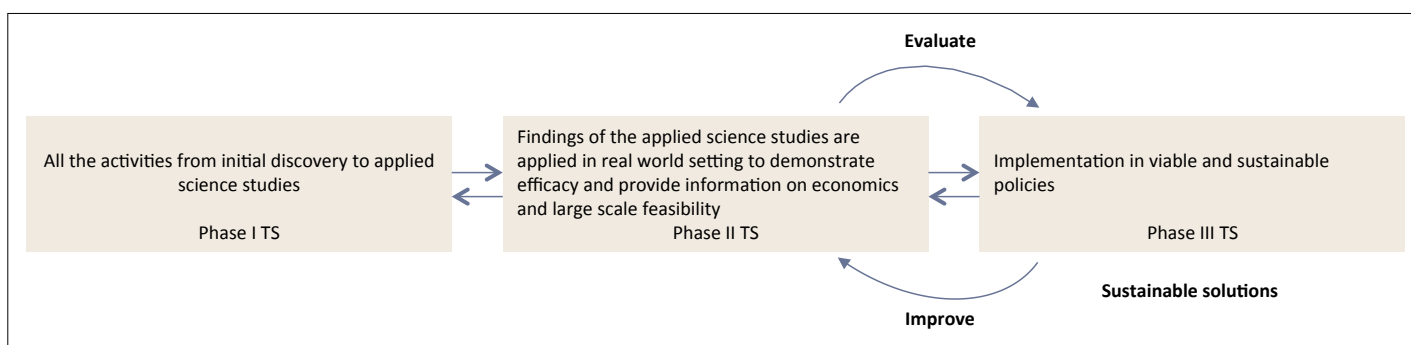 Evaluate
All the activities from initial discovery to applied
science studies
Phase I TS
Findings of the applied science studies are
applied in real world setting to demonstrate
efficacy and provide information on economics
and large scale feasibility
Phase II TS
Implementation in viable and sustainable
policies
Phase III TS
Sustainable solutions
Improve